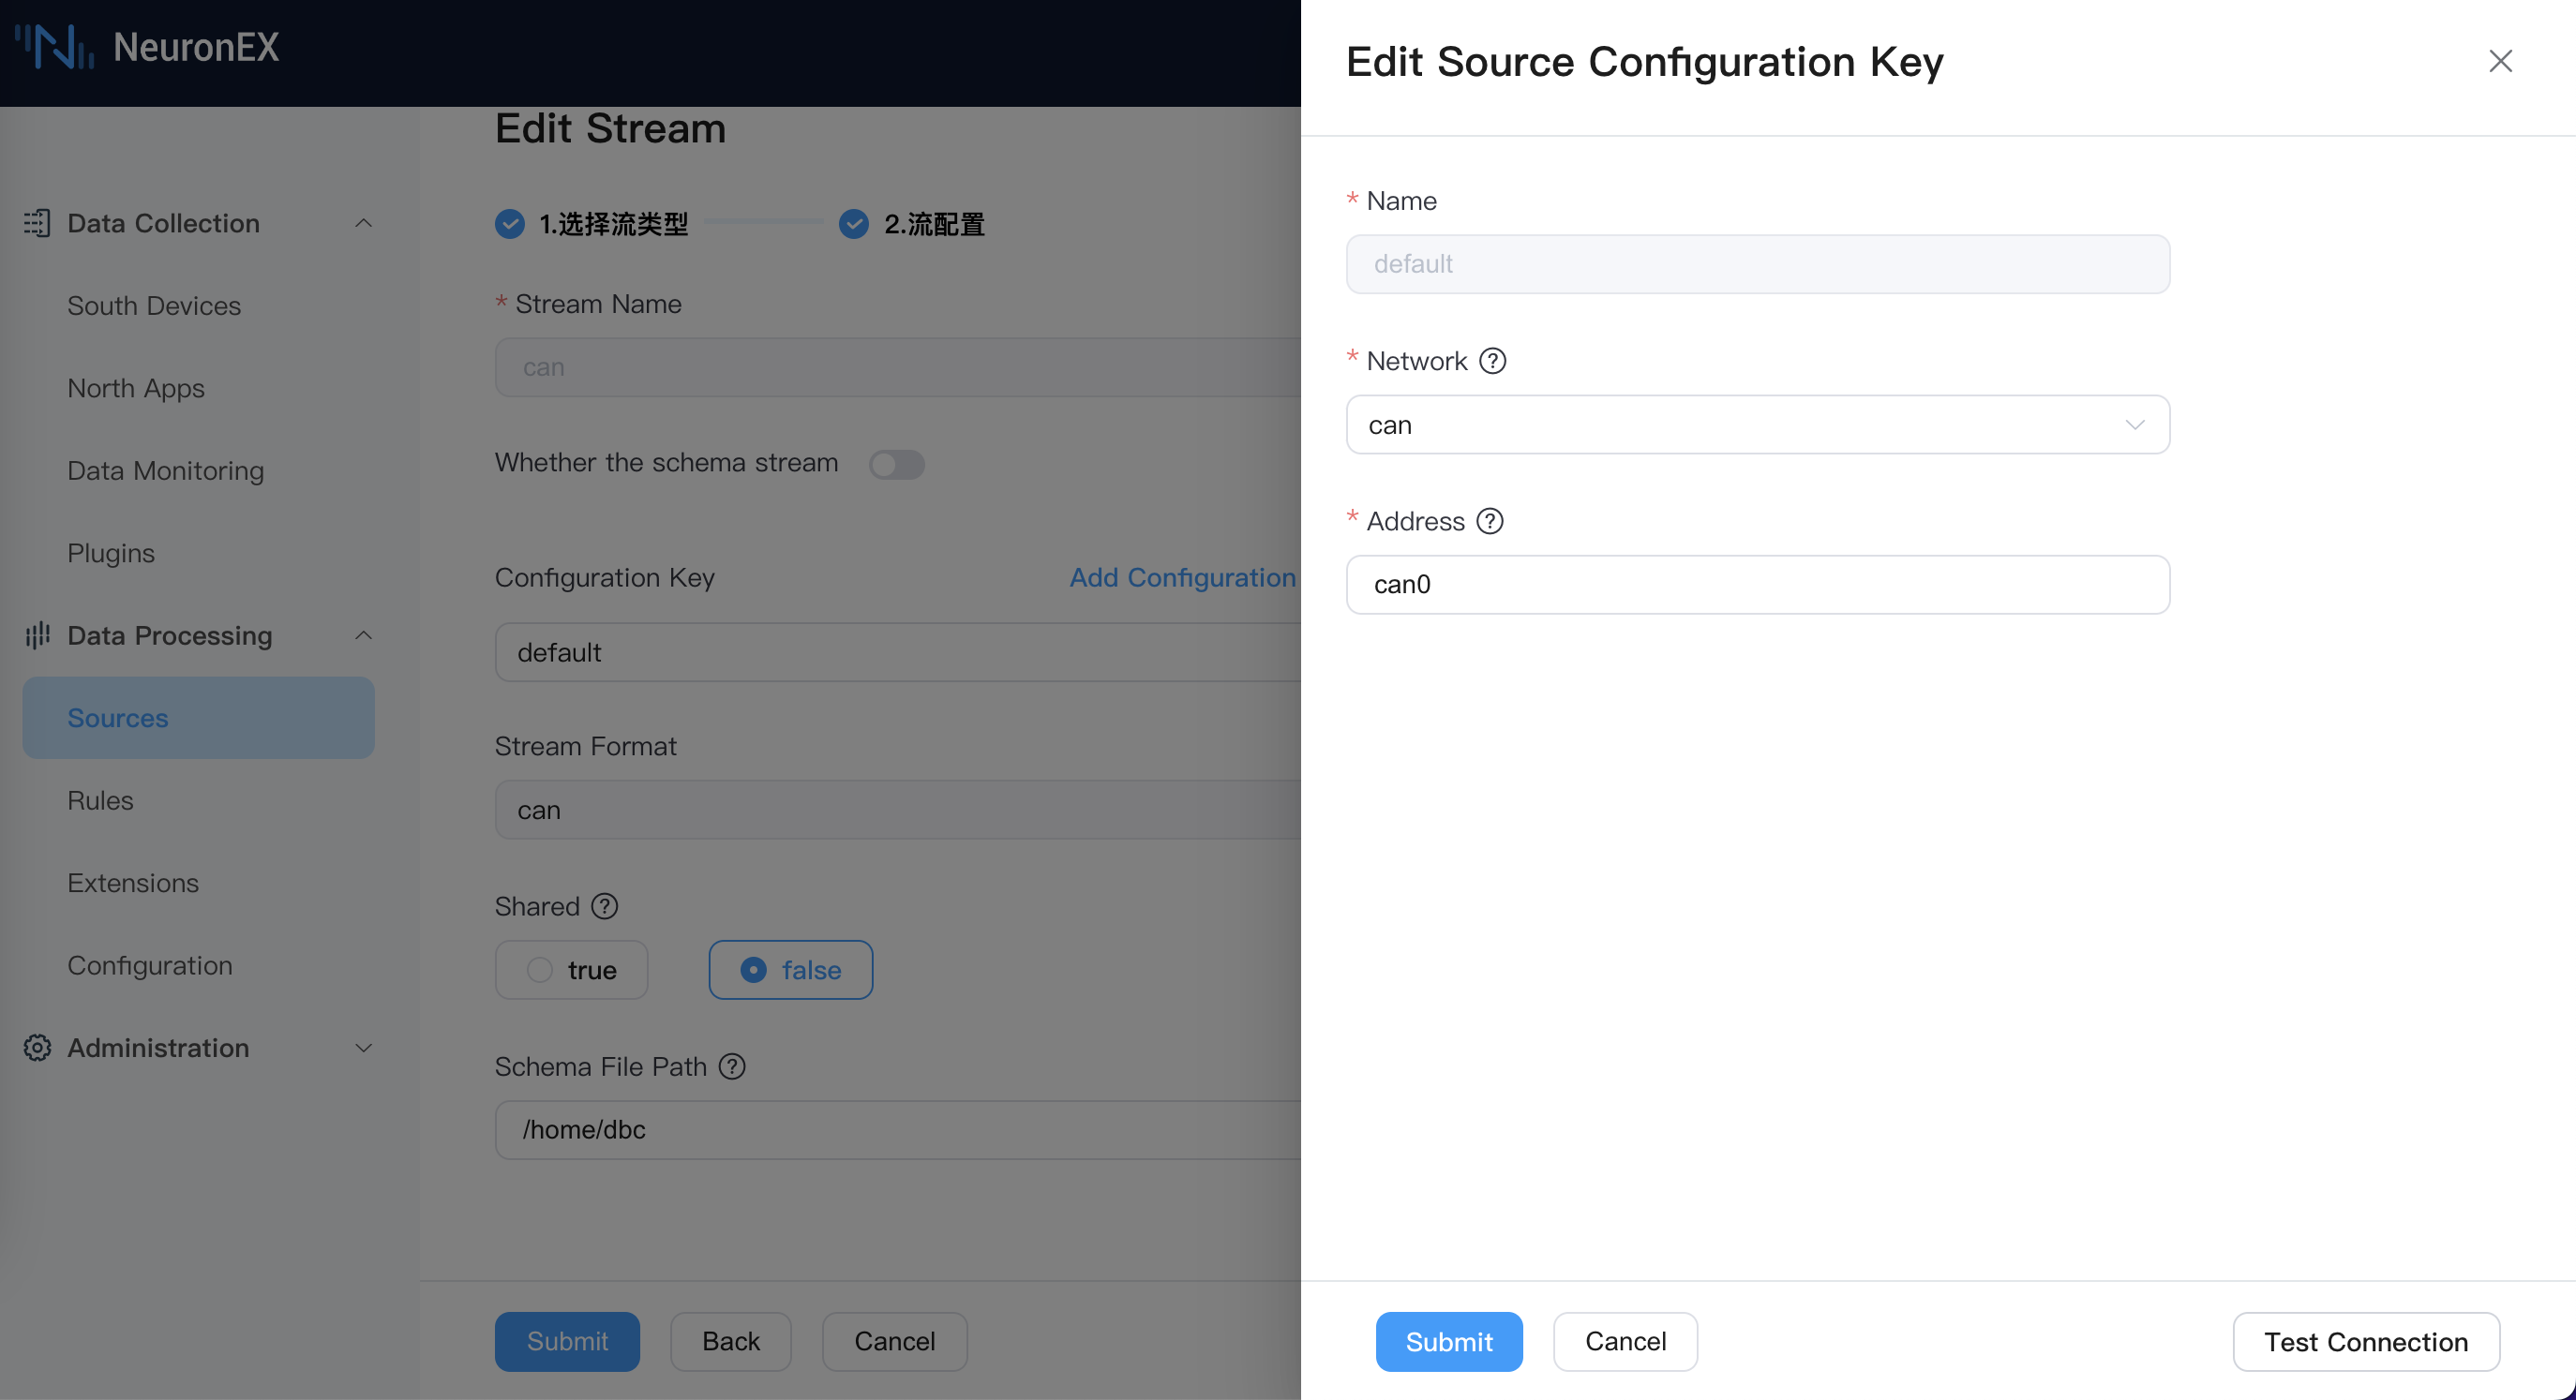 NeuronEX
Data Collection
South Devices
North Apps
Data Monitoring
Plugins
Data Processing
Sources
Rules
Extensions
Configuration
Administration
Edit Stream
1.选择流类型
2.流配置
* Stream Name
can
Whether the schema stream
Configuration Key
Add Configuration
default
Stream Format
can
Shared ?
true
false
Schema File Path ?
/home/dbc
Submit
Back
Cancel
Edit Source Configuration Key
* Name
default
* Network ?
can
* Address ?
can0
Submit
Cancel
Test Connection